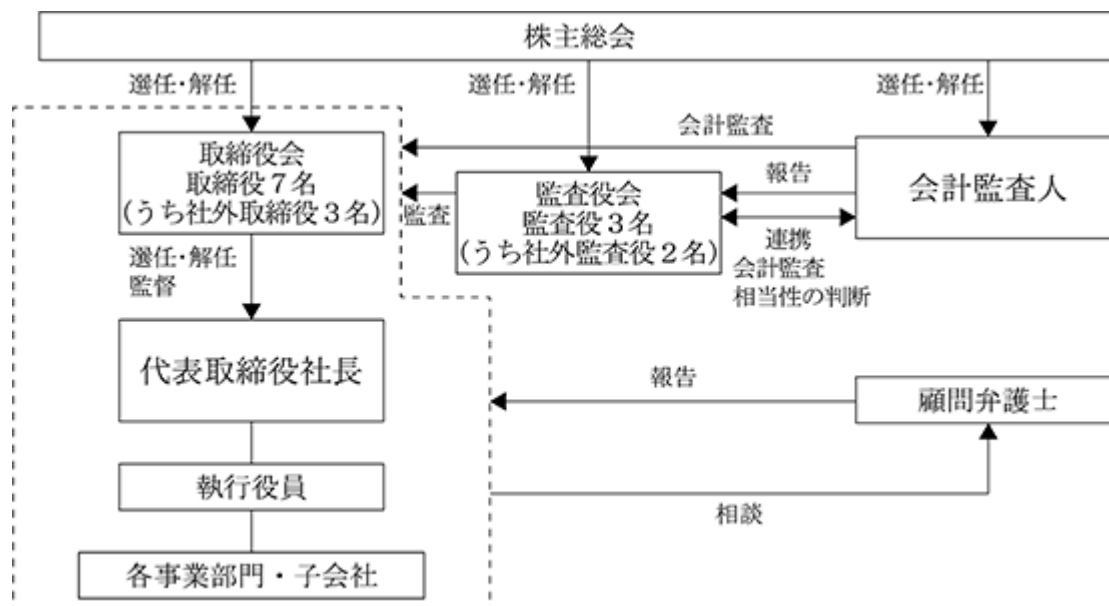 株主総会
選任・解任
選任・解任
選任・解任
会計監査
取締役会
取締役７名
(うち社外取締役３名)
監査
監査役会
監査役３名
(うち社外監査役２名)
報告
会計監査人
連携
会計監査
相当性の判断
選任・解任
監督
代表取締役社長
報告
顧問弁護士
執行役員
相談
各事業部門・子会社